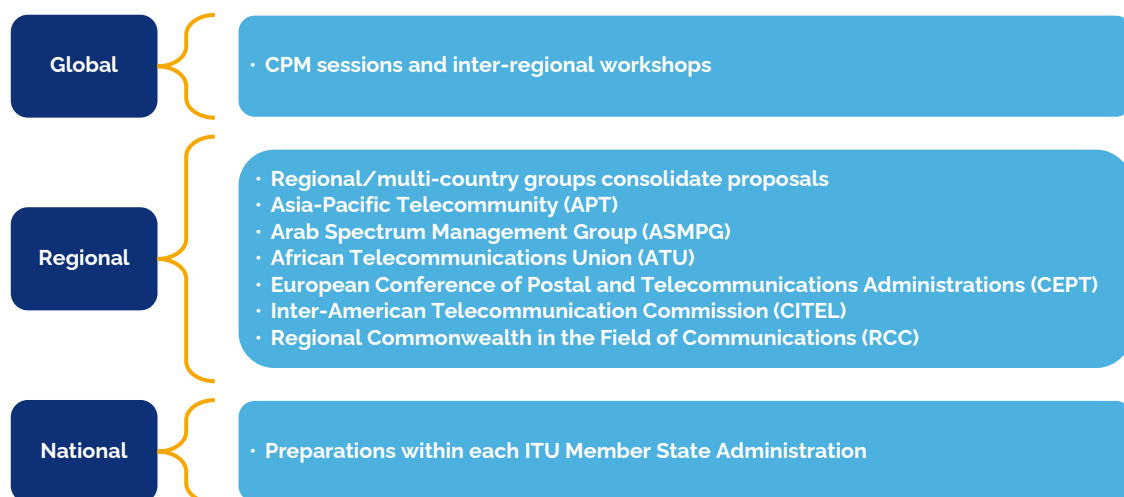 Global
· CPM sessions and inter-regional workshops
Regional
· Regional/multi-country groups consolidate proposals
· Asia-Pacific Telecommunity (APT)
· Arab Spectrum Management Group (ASMPG)
· African Telecommunications Union (ATU)
· European Conference of Postal and Telecommunications Administrations (CEPT)
· Inter-American Telecommunication Commission (CITEL)
· Regional Commonwealth in the Field of Communications (RCC)
National
· Preparations within each ITU Member State Administration